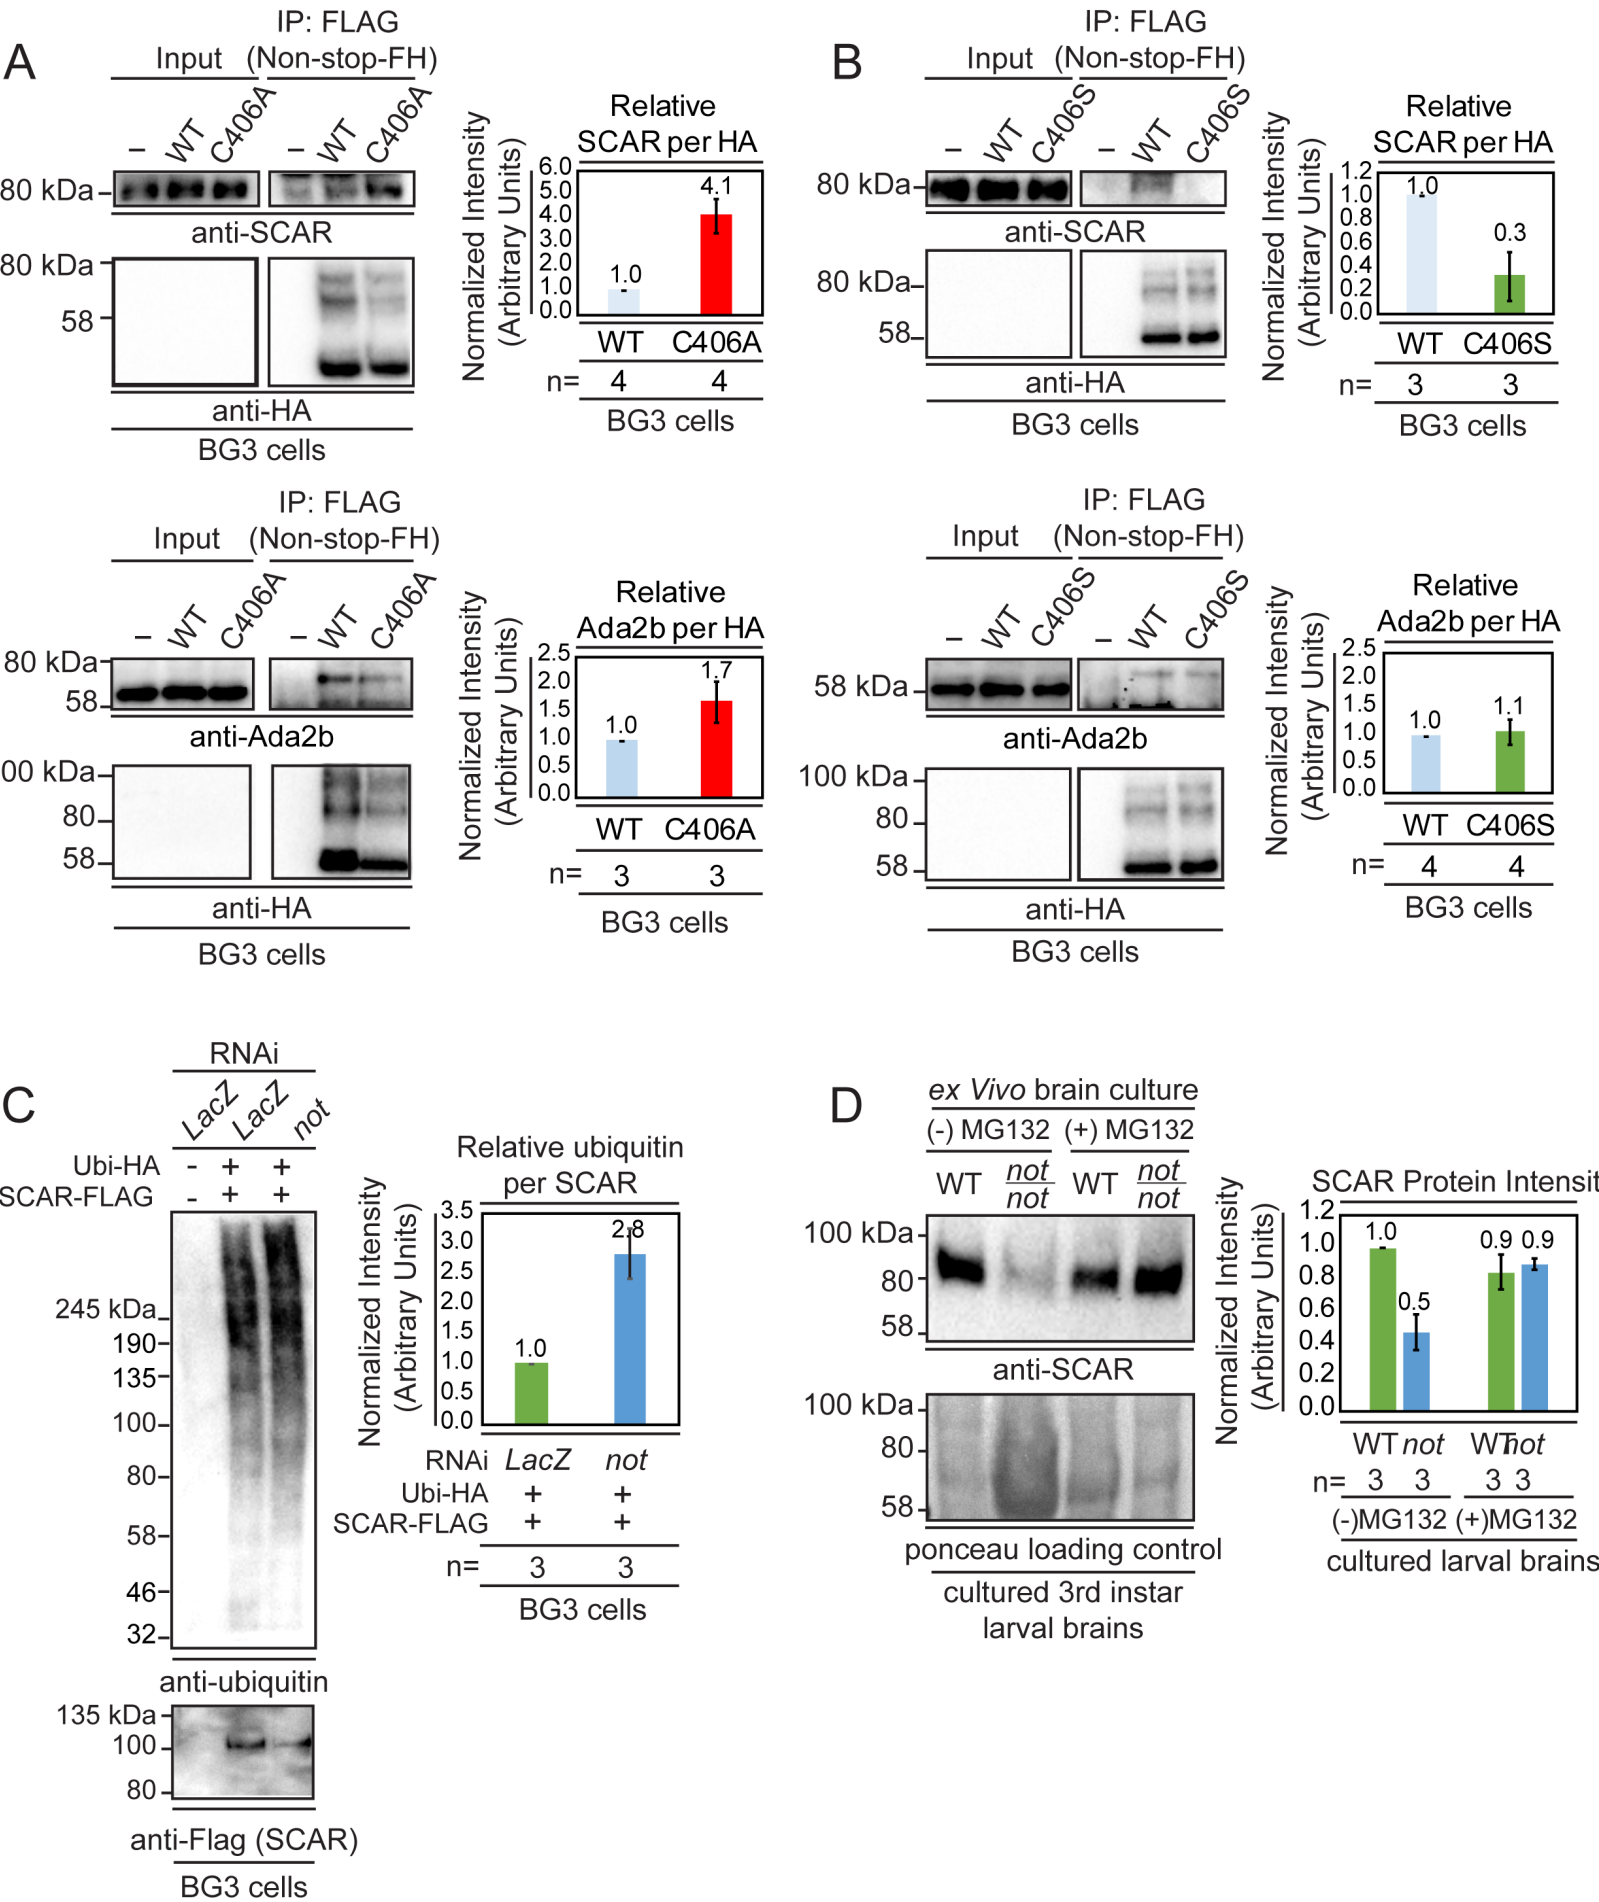 A
IP: FLAG
Input (Non-stop-FH)
– WT C406A – WT C406A
80 kDa
anti-SCAR
80 kDa
58
anti-HA
BG3 cells
Relative
SCAR per HA
Normalized Intensity
(Arbitrary Units)
6.0
5.0
4.0
3.0
2.0
1.0
0.0
1.0 4.1
WT C406A
n= 4 4
BG3 cells
IP: FLAG
Input (Non-stop-FH)
– WT C406A – WT C406A
80 kDa
58
anti-Ada2b
00 kDa
80
58
anti-HA
BG3 cells
Relative
Ada2b per HA
Normalized Intensity
(Arbitrary Units)
2.5
2.0
1.5
1.0
0.5
0.0
1.0 1.7
WT C406A
n= 3 3
BG3 cells
B
IP: FLAG
Input (Non-stop-FH)
– WT C406S – WT C406S
80 kDa
anti-SCAR
80 kDa
58
anti-HA
BG3 cells
Relative
SCAR per HA
Normalized Intensity
(Arbitrary Units)
1.2
1.0
0.8
0.6
0.4
0.2
0.0
1.0 0.3
WT C406S
n= 3 3
BG3 cells
IP: FLAG
Input (Non-stop-FH)
– WT C406S – WT C406S
58 kDa
anti-Ada2b
100 kDa
80
58
anti-HA
BG3 cells
Relative
Ada2b per HA
Normalized Intensity
(Arbitrary Units)
2.5
2.0
1.5
1.0
0.5
0.0
1.0 1.1
WT C406S
n= 4 4
BG3 cells
C
RNAi
LacZ LacZ not
Ubi-HA - + +
SCAR-FLAG - + +
245 kDa
190
135
100
80
58
46
32
anti-ubiquitin
135 kDa
100
80
anti-Flag (SCAR)
BG3 cells
Relative ubiquitin
per SCAR
Normalized Intensity
(Arbitrary Units)
3.5
3.0
2.5
2.0
1.5
1.0
0.5
0.0
1.0 2.8
RNAi LacZ not
Ubi-HA + +
SCAR-FLAG + +
n= 3 3
BG3 cells
D
ex Vivo brain culture
(-) MG132 (+) MG132
WT not/not WT not/not
100 kDa
80
58
anti-SCAR
100 kDa
80
58
ponceau loading control
cultured 3rd instar
larval brains
SCAR Protein Intensit
Normalized Intensity
(Arbitrary Units)
1.2
1.0
0.8
0.6
0.4
0.2
0.0
1.0 0.5 0.9 0.9
WT not WT not
n= 3 3 3 3
(-)MG132 (+)MG132
cultured larval brains